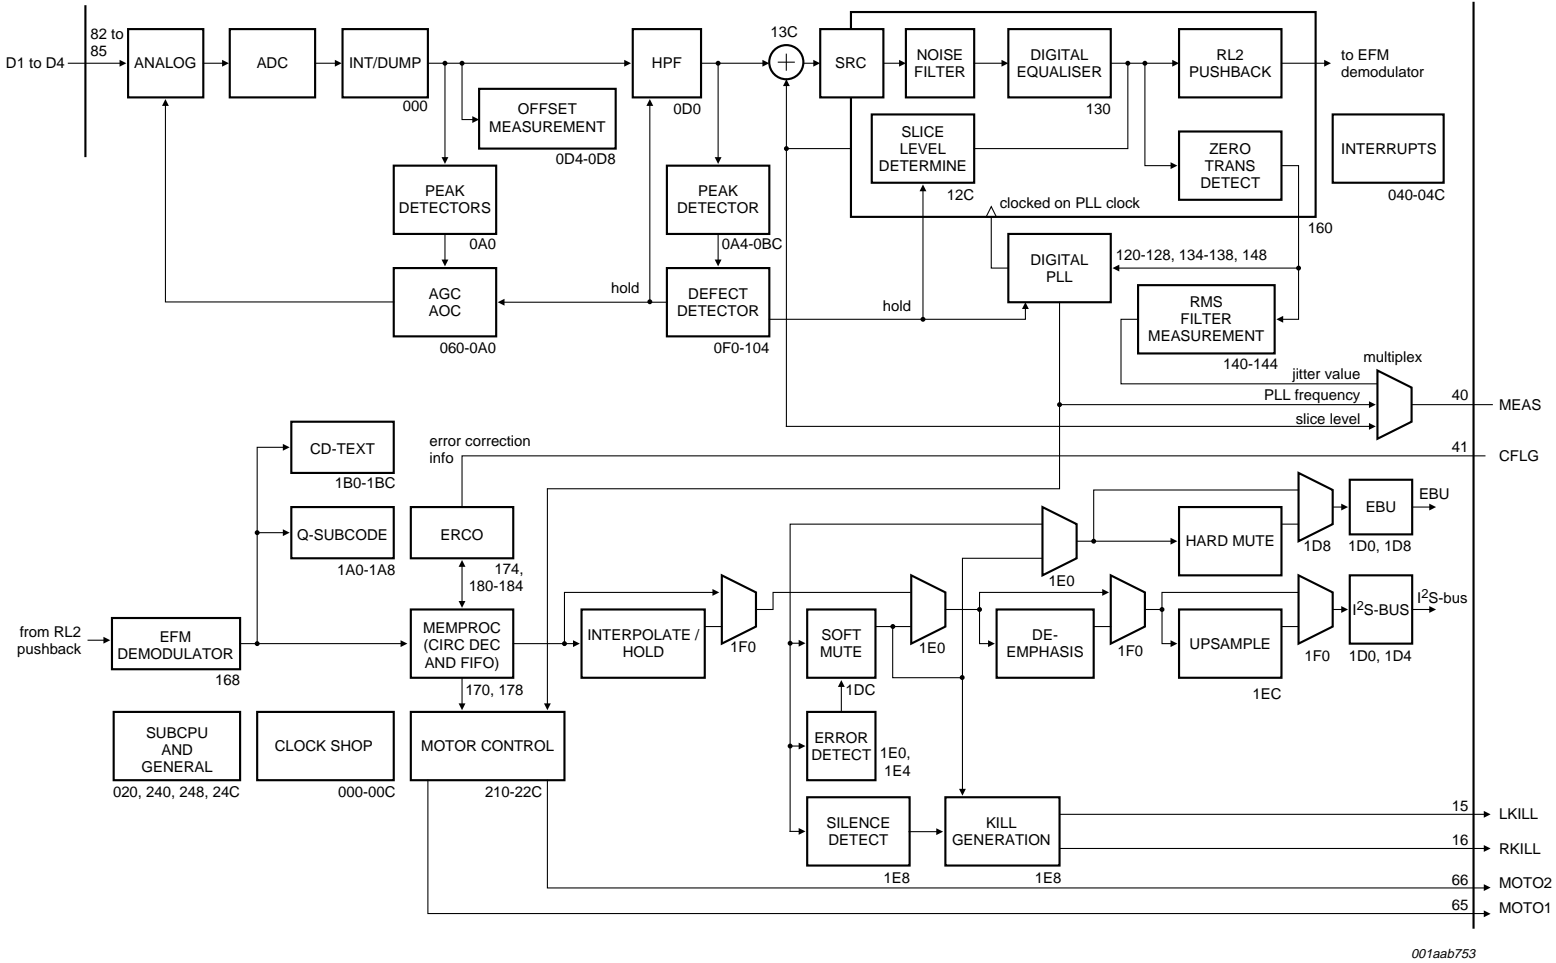 D1 to D4
82 to
85
ANALOG
ADC
INT/DUMP
000
OFFSET
MEASUREMENT
0D4-0D8
HPF
0D0
13C
+
SRC
NOISE
FILTER
DIGITAL
EQUALISER
130
RL2
PUSHBACK
to EFM
demodulator
SLICE
LEVEL
DETERMINE
12C
ZERO
TRANS
DETECT
INTERRUPTS
040-04C
PEAK
DETECTORS
0A0
PEAK
DETECTOR
0A4-0BC
clocked on PLL clock
160
AGC
AOC
060-0A0
hold
DEFECT
DETECTOR
0F0-104
hold
DIGITAL
PLL
120-128, 134-138, 148
RMS
FILTER
MEASUREMENT
140-144
multiplex
jitter value
PLL frequency
slice level
40
MEAS
41
CFLG
CD-TEXT
1B0-1BC
error correction
info
Q-SUBCODE
1A0-1A8
ERCO
174,
180-184
1E0
HARD MUTE
1D8
EBU
EBU
1D0, 1D8
from RL2
pushback
EFM
DEMODULATOR
168
MEMPROC
(CIRC DEC
AND FIFO)
170, 178
INTERPOLATE /
HOLD
1F0
SOFT
MUTE
1DC
1E0
DE-
EMPHASIS
1F0
UPSAMPLE
1EC
1F0
I2S-BUS
I2S-bus
1D0, 1D4
SUBCPU
AND
GENERAL
020, 240, 248, 24C
CLOCK SHOP
000-00C
MOTOR CONTROL
210-22C
ERROR
DETECT
1E0,
1E4
SILENCE
DETECT
1E8
KILL
GENERATION
1E8
15
LKILL
16
RKILL
66
MOTO2
65
MOTO1
001aab753